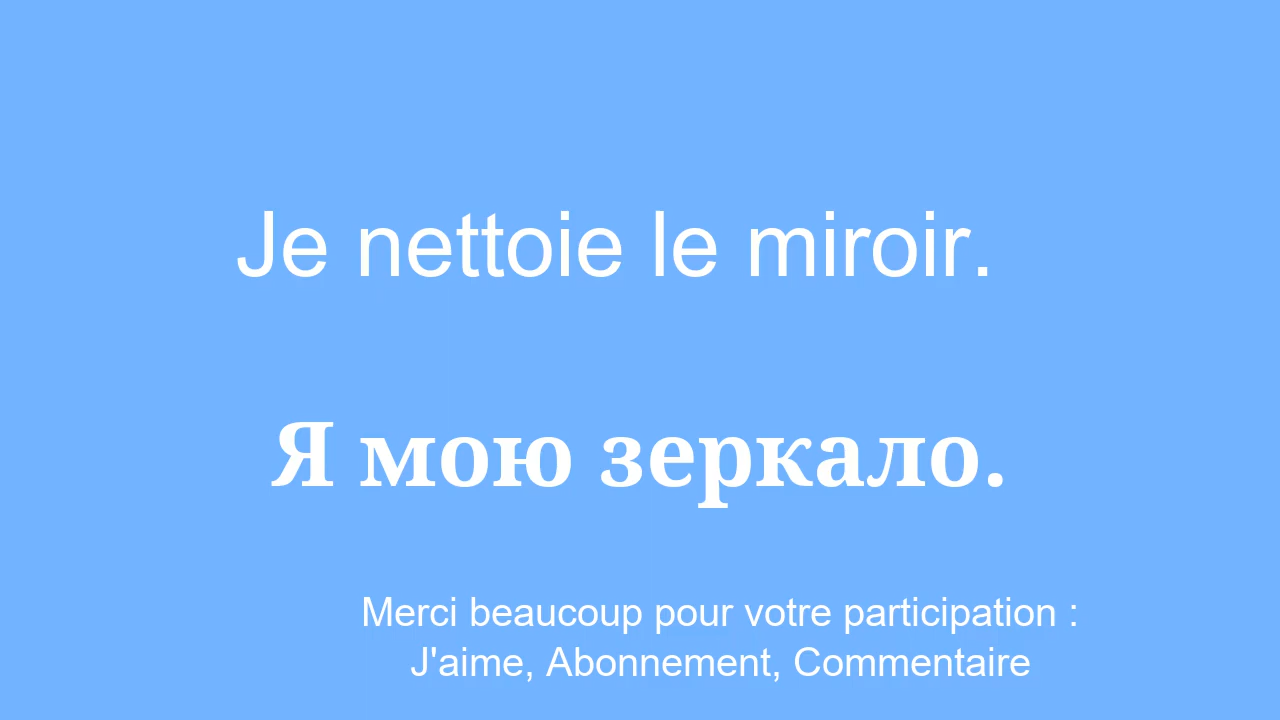 Je nettoie le miroir.
Я мою зеркало.
Merci beaucoup pour votre participation :
J'aime, Abonnement, Commentaire